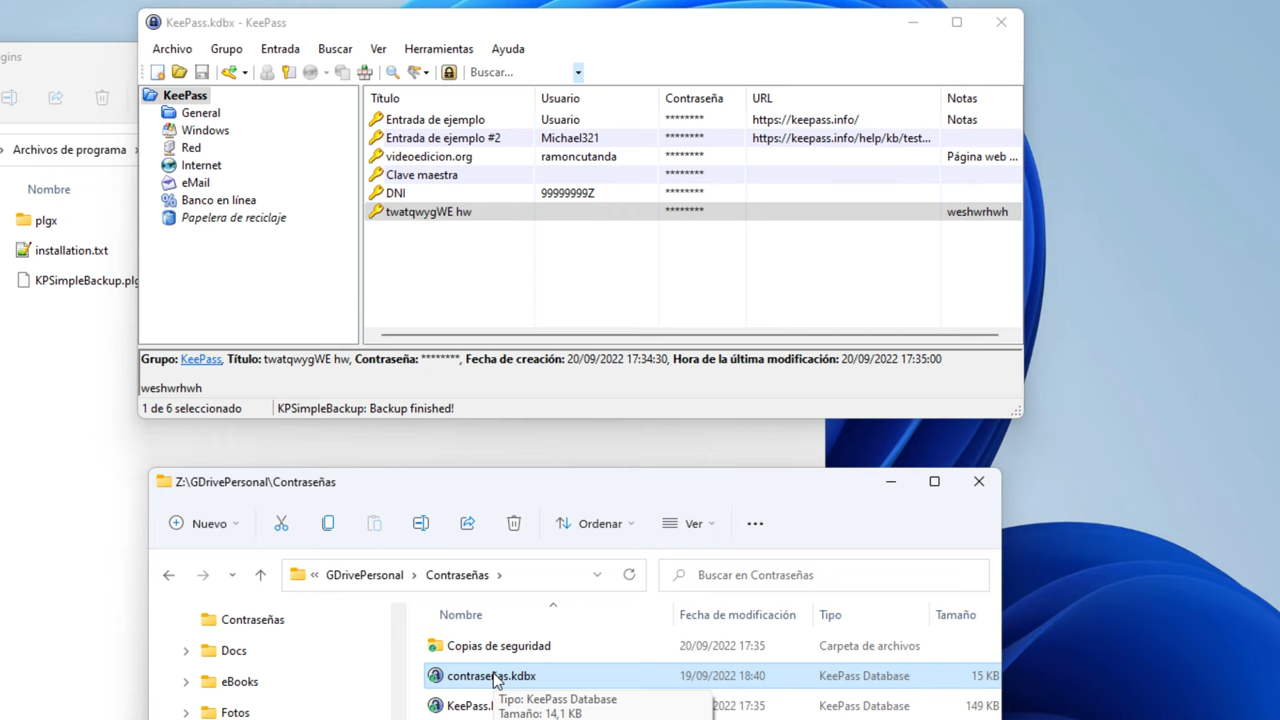 KeePass.kdbx - KeePass
Archivo Grupo Entrada Buscar Ver Herramientas Ayuda
Buscar...
KeePass
General
Windows
Red
Internet
eMail
Banco en línea
Papelera de reciclaje
Título Usuario Contraseña URL Notas
Entrada de ejemplo Usuario ******** https://keepass.info/ Notas
Entrada de ejemplo #2 Michael321 ******** https://keepass.info/help/kb/test...
videoedicion.org ramoncutanda ******** Página web ...
Clave maestra ********
DNI 99999999Z ********
twatqwygWE hw ******** weshwrhwh
Grupo: KeePass, Título: twatqwygWE hw, Contraseña: ********, Fecha de creación: 20/09/2022 17:34:30, Hora de la última modificación: 20/09/2022 17:35:00
weshwrhwh
1 de 6 seleccionado KPSimpleBackup: Backup finished!
gins
Archivos de programa
Nombre
plgx
installation.txt
KPSimpleBackup.plg
Z:\GDrivePersonal\Contraseñas
Nuevo Ordenar Ver
« GDrivePersonal Contraseñas
Buscar en Contraseñas
Contraseñas
Docs
eBooks
Fotos
Nombre Fecha de modificación Tipo Tamaño
Copias de seguridad 20/09/2022 17:35 Carpeta de archivos
contraseñas.kdbx 19/09/2022 18:40 KeePass Database 15 KB
KeePass. 17:35 KeePass Database 149 KB
Tipo: KeePass Database
Tamaño: 14,1 KB